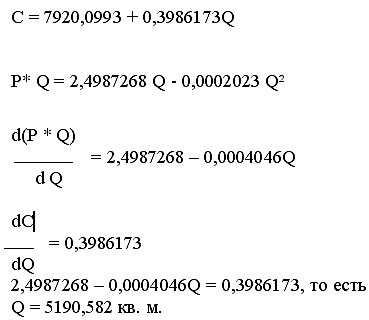 C = 7920,0993 + 0,3986173Q
P* Q = 2,4987268 Q - 0,0002023 Q²
d(P * Q)
= 2,4987268 – 0,0004046Q
d Q
dC
= 0,3986173
dQ
2,4987268 – 0,0004046Q = 0,3986173, то есть
Q = 5190,582 кв. м.